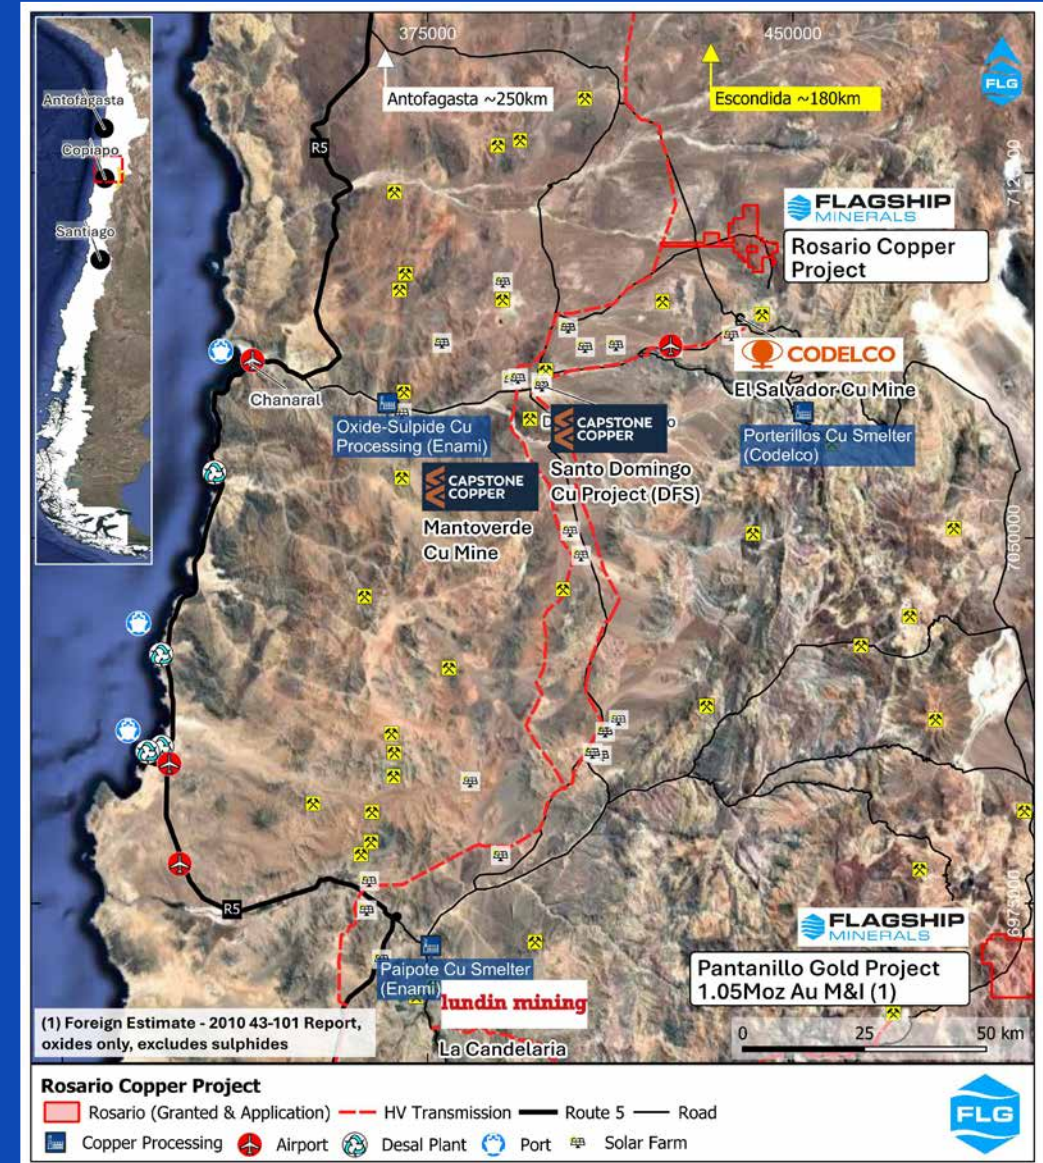 375000
450000
Antofagasta ~250km
Escondida ~180km
FLG
Antofagasta
Copiapo
Santiago
R5
FLAGSHIP
MINERALS
Rosario Copper
Project
CODELCO
El Salvador Cu Mine
Chanaral
Oxide-Sulpide Cu
Processing (Enami)
CAPSTONE
COPPER
Santo Domingo
Cu Project (DFS)
Porterillos Cu Smelter
(Codelco)
CAPSTONE
COPPER
Mantoverde
Cu Mine
7050000
6975000
R5
FLAGSHIP
MINERALS
Pantanillo Gold Project
1.05Moz Au M&I (1)
Paipote Cu Smelter
(Enami)
lundin mining
La Candelaria
(1) Foreign Estimate - 2010 43-101 Report,
oxides only, excludes sulphides
0 25 50 km
Rosario Copper Project
Rosario (Granted & Application) HV Transmission Route 5 Road
Copper Processing Airport Desal Plant Port Solar Farm
FLG